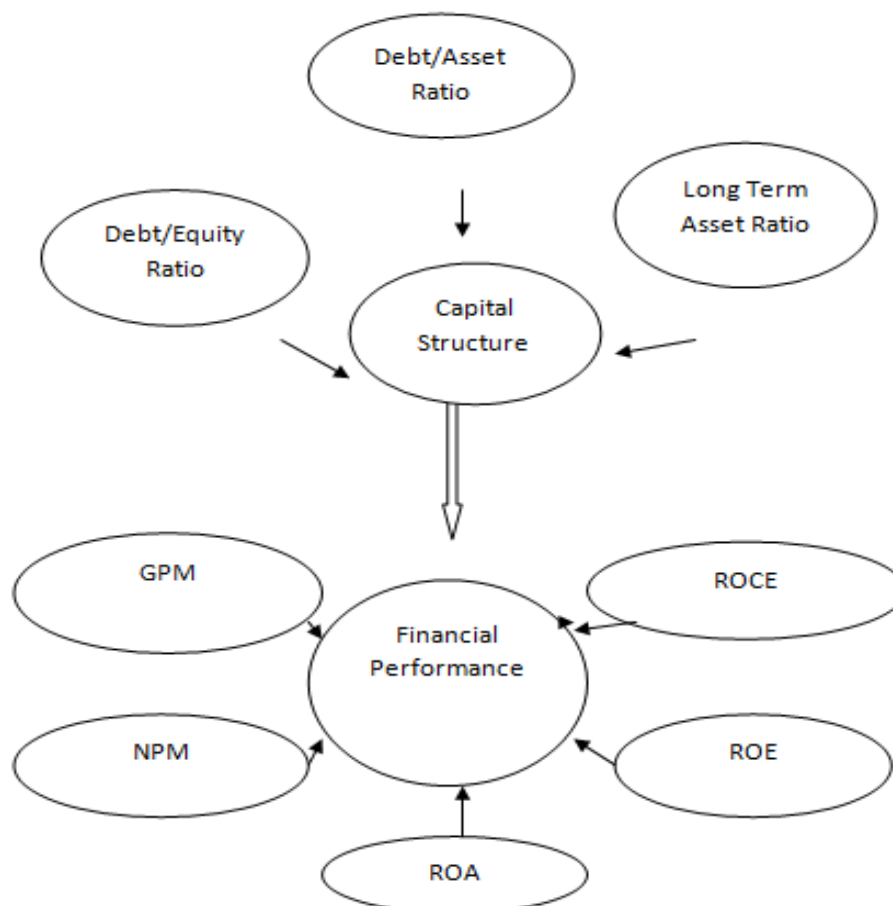 Debt/Asset
Ratio
Long Term
Asset Ratio
Debt/Equity
Ratio
Capital
Structure
GPM
ROCE
Financial
Performance
NPM
ROE
ROA